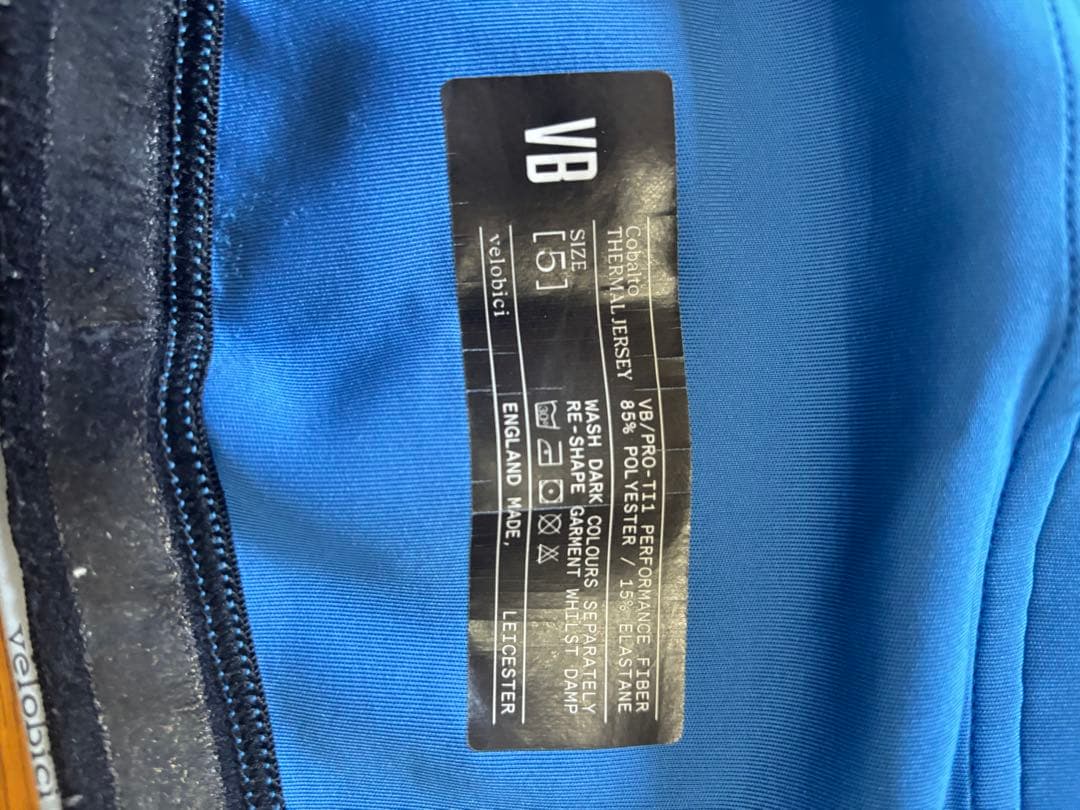 VB
Cobalto
THERMAL JERSEY
VB/PRO-TI1 PERFORMANCE FIBER
85% POLYESTER / 15% ELASTANE
SIZE
[5]
WASH DARK COLOURS SEPARATELY
RE-SHAPE GARMENT WHILST DAMP
30°
velobici
ENGLAND MADE, LEICESTER
velobici